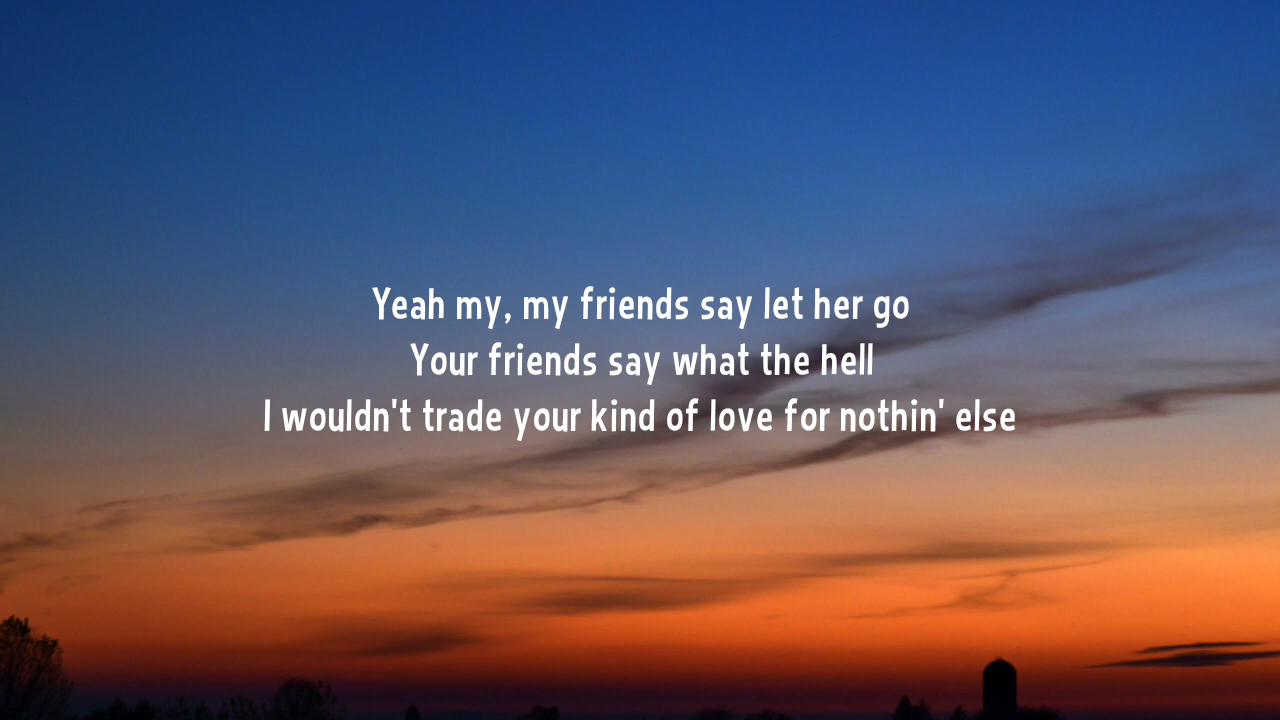 Yeah my, my friends say let her go
Your friends say what the hell
I wouldn't trade your kind of love for nothin' else